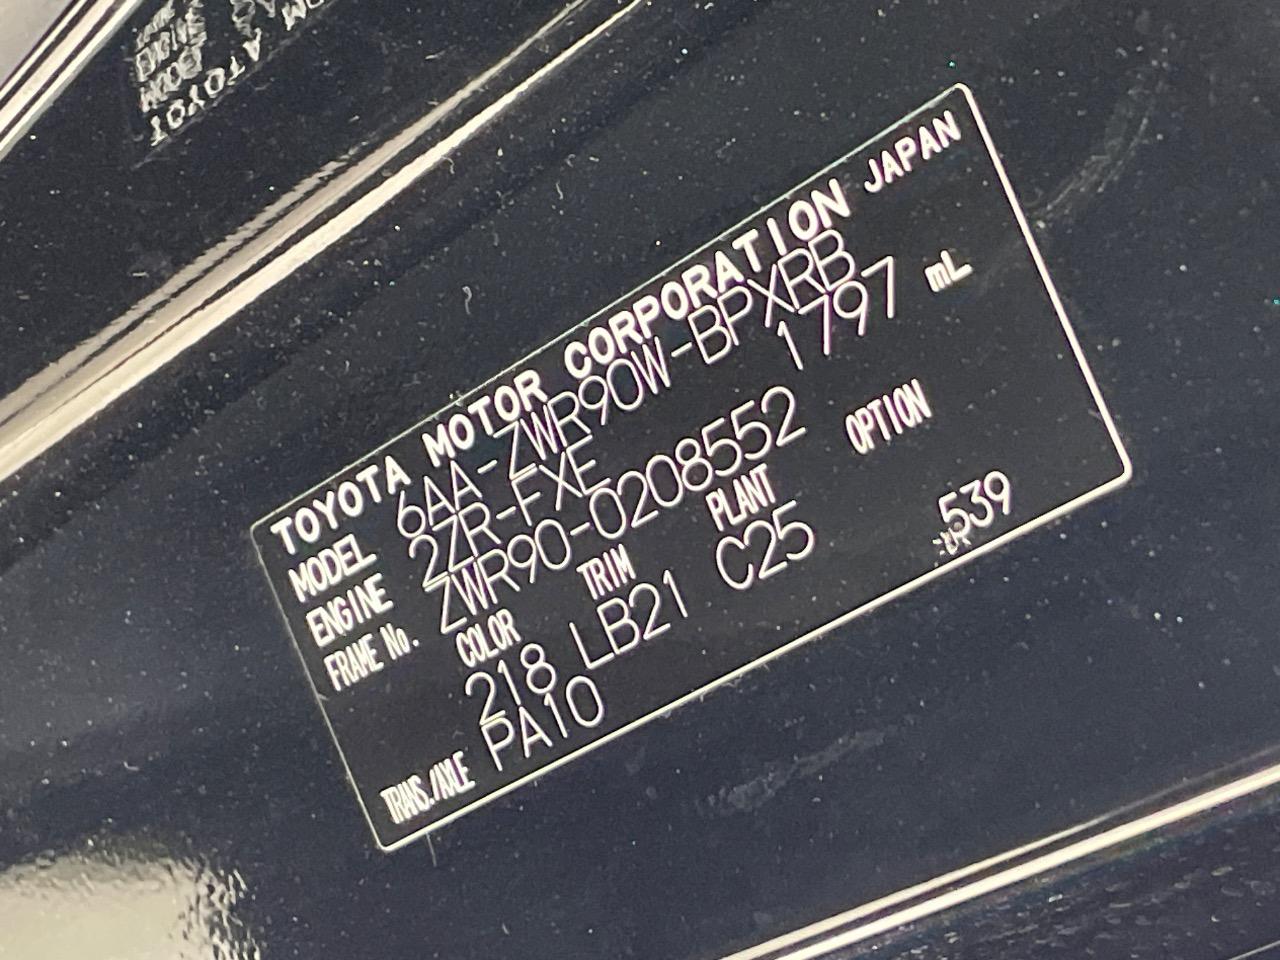 TOYOTA MOTOR CORPORATION JAPAN
MODEL 6AA-ZWR90W-BPXRB
ENGINE 2ZR-FXE 1797 mL
FRAME No. ZWR90-0208552
COLOR TRIM PLANT OPTION
218 LB21 C25
TRANS./AXLE PA10
539